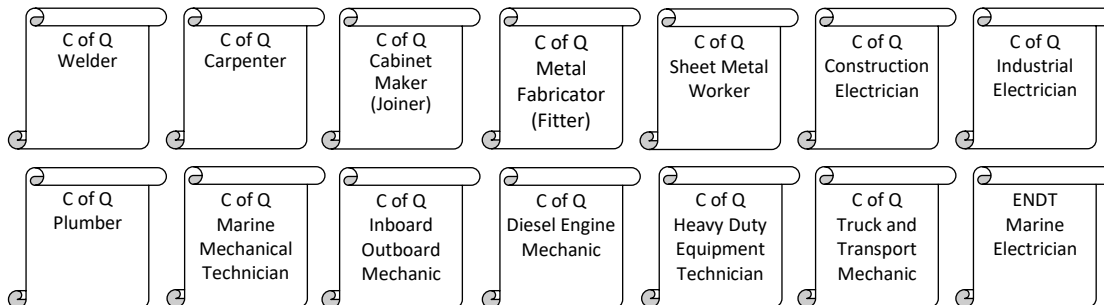 C of Q
Welder
C of Q
Carpenter
C of Q
Cabinet
Maker
(Joiner)
C of Q
Metal
Fabricator
(Fitter)
C of Q
Sheet Metal
Worker
C of Q
Construction
Electrician
C of Q
Industrial
Electrician
C of Q
Plumber
C of Q
Marine
Mechanical
Technician
C of Q
Inboard
Outboard
Mechanic
C of Q
Diesel Engine
Mechanic
C of Q
Heavy Duty
Equipment
Technician
C of Q
Truck and
Transport
Mechanic
ENDT
Marine
Electrician